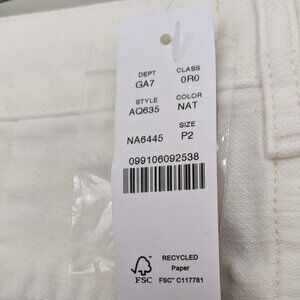 DEPT CLASS
GA7 0R0
STYLE COLOR
AQ635 NAT
SIZE
NA6445 P2
099106092538
RECYCLED
Paper
FSC FSC® C117781